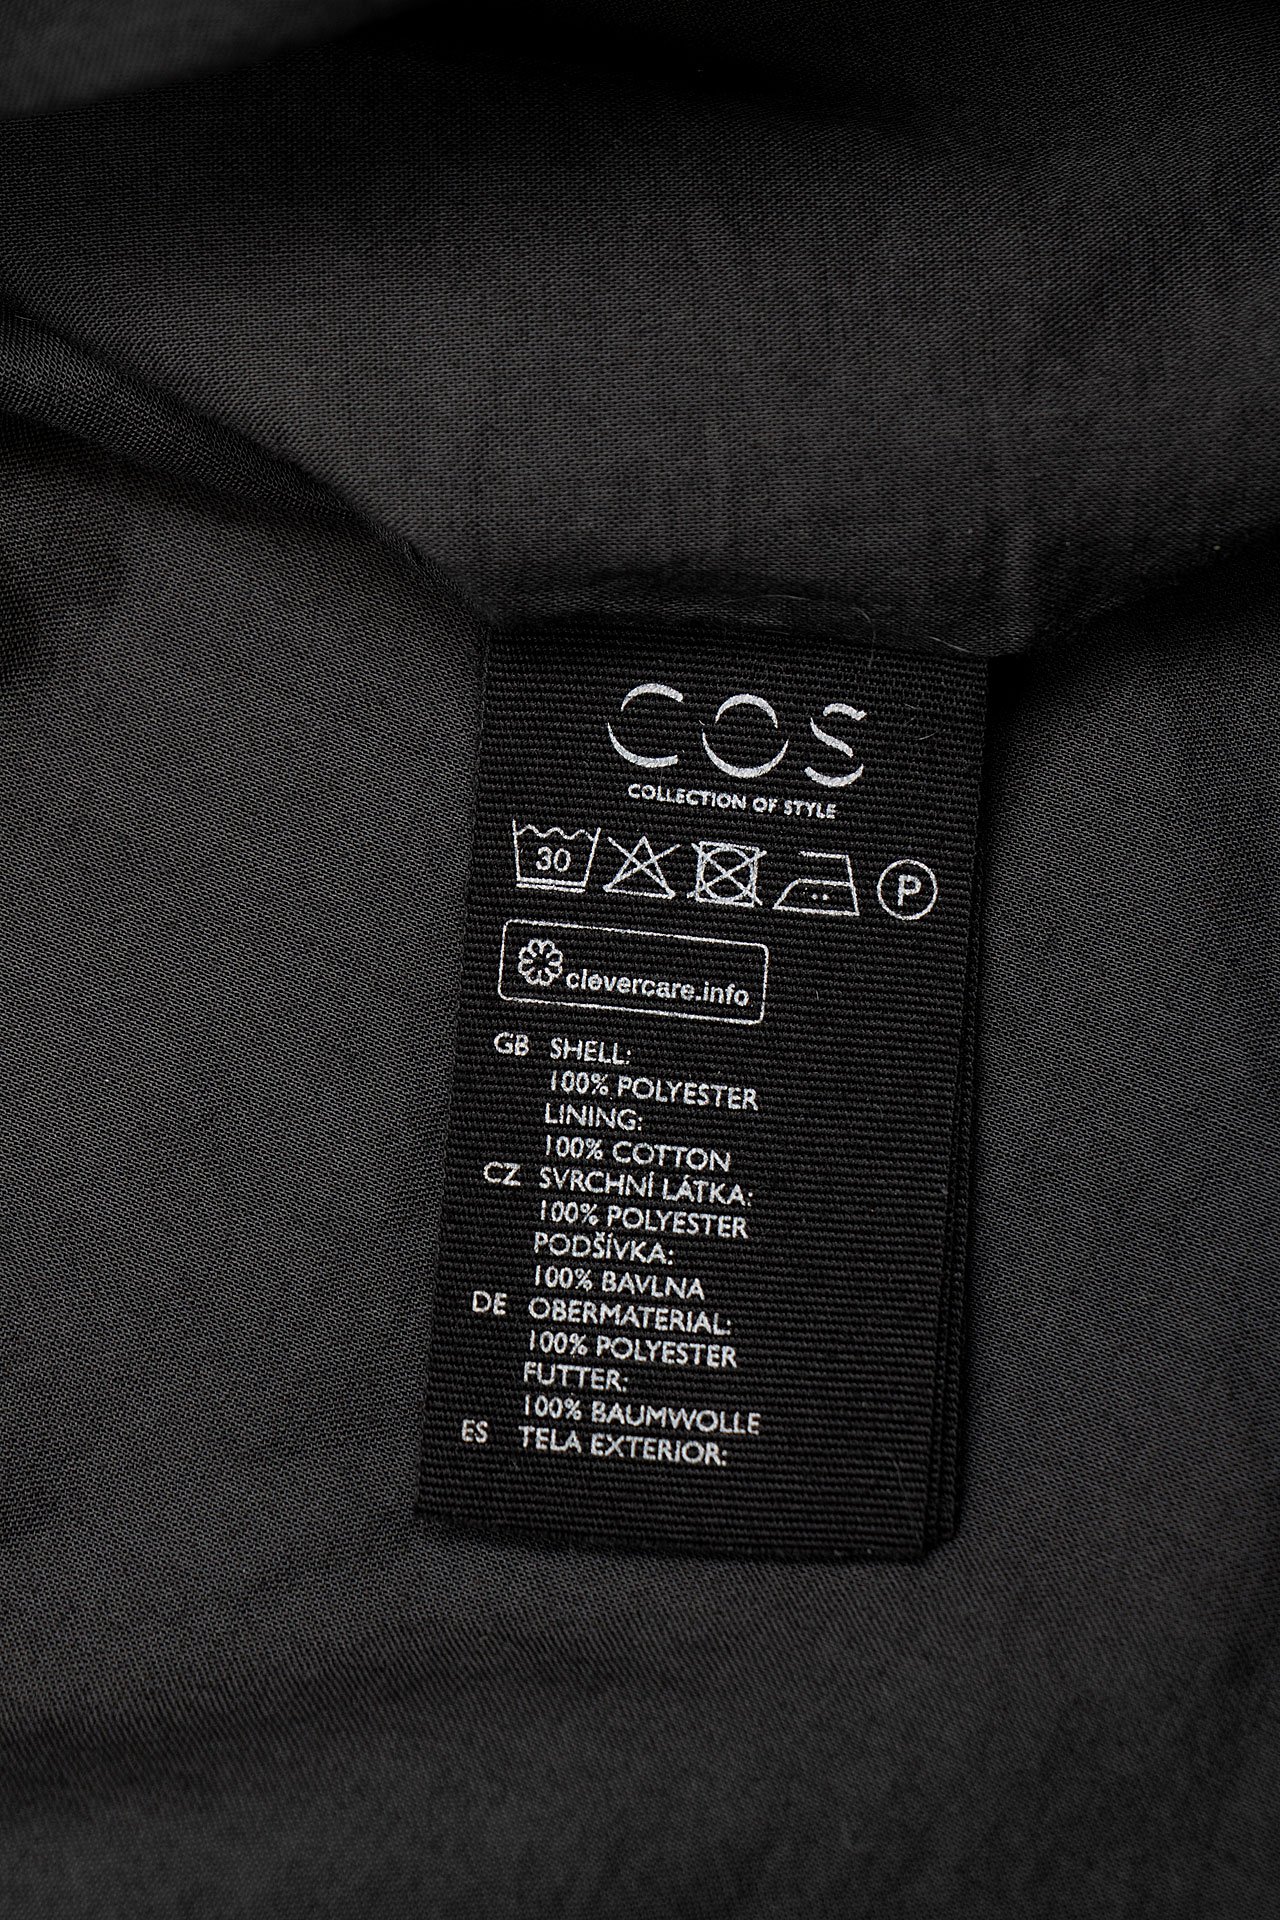 COS
COLLECTION OF STYLE
30 P
clevercare.info
GB SHELL:
100% POLYESTER
LINING:
100% COTTON
CZ SVRCHNÍ LÁTKA:
100% POLYESTER
PODŠÍVKA:
100% BAVLNA
DE OBERMATERIAL:
100% POLYESTER
FUTTER:
100% BAUMWOLLE
ES TELA EXTERIOR: